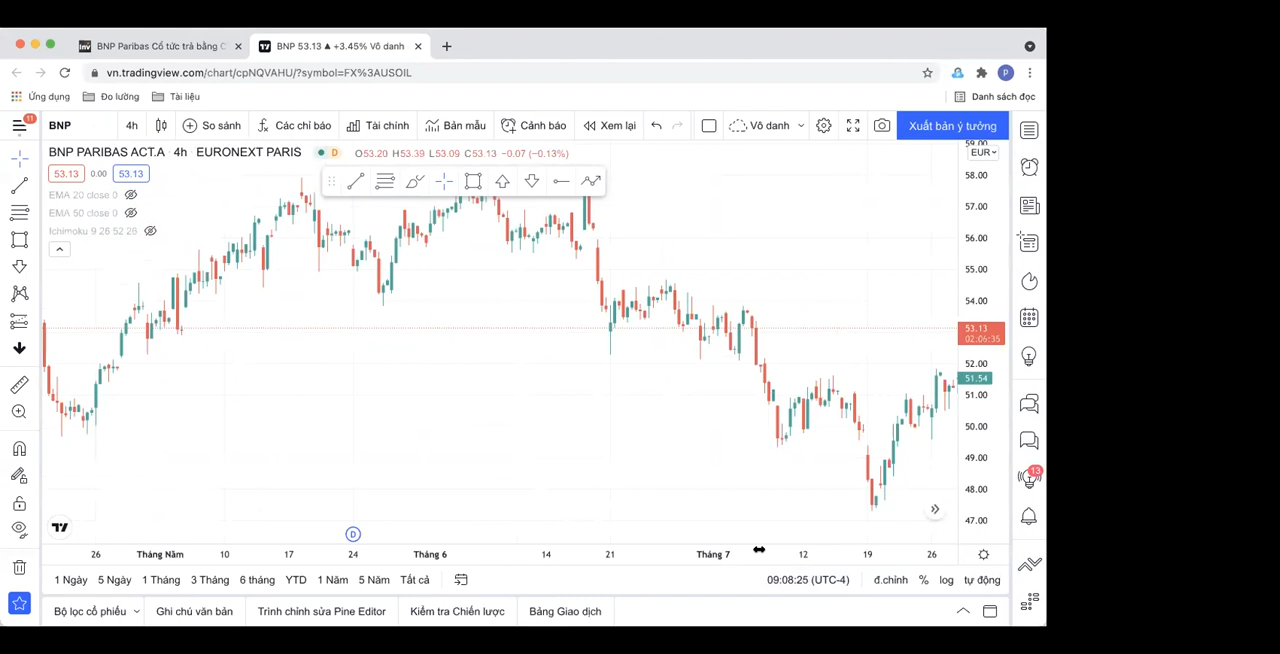 BNP Paribas Cổ tức trả bằng C
BNP 53.13 ▲ +3.45% Vô danh
vn.tradingview.com/chart/cpNQVAHU/?symbol=FX%3AUSOIL
P
Ứng dụng Đo lường Tài liệu Danh sách đọc
11 BNP 4h So sánh Các chỉ báo Tài chính Bản mẫu Cảnh báo Xem lại Vô danh Xuất bản ý tưởng
BNP PARIBAS ACT.A · 4h · EURONEXT PARIS D O53.20 H53.39 L53.09 C53.13 −0.07 (−0.13%)
59.00
EUR
53.13 0.00 53.13
EMA 20 close 0
EMA 50 close 0
Ichimoku 9 26 52 26
58.00
57.00
56.00
55.00
54.00
53.13
02:06:35
52.00
51.54
51.00
50.00
49.00
48.00
47.00
13
D
26 Tháng Năm 10 17 24 Tháng 6 14 21 Tháng 7 12 19 26
1 Ngày 5 Ngày 1 Tháng 3 Tháng 6 tháng YTD 1 Năm 5 Năm Tất cả 09:08:25 (UTC-4) đ.chỉnh % log tự động
Bộ lọc cổ phiếu Ghi chú văn bản Trình chỉnh sửa Pine Editor Kiểm tra Chiến lược Bảng Giao dịch